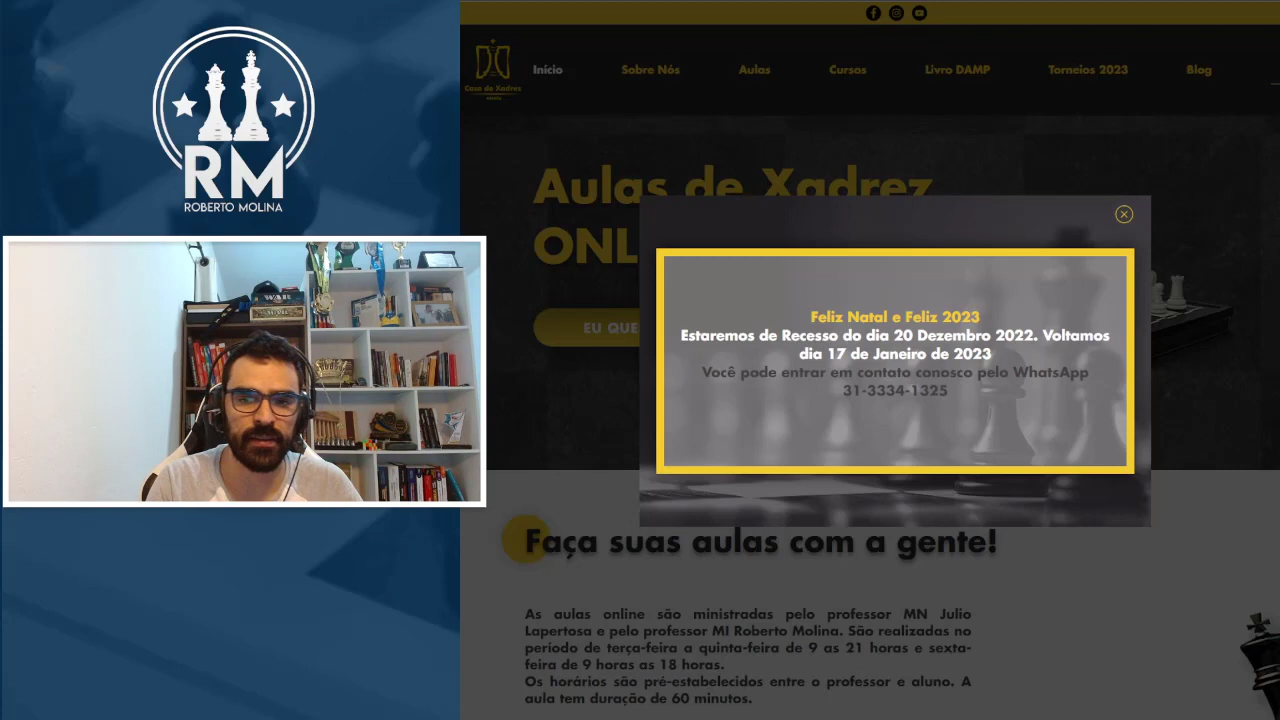 RM
ROBERTO MOLINA
Casa do Xadrez
Início
Sobre Nós
Aulas
Cursos
Livro DAMP
Torneios 2023
Blog
Aulas de Xadrez
ONL
EU QUE
Feliz Natal e Feliz 2023
Estaremos de Recesso do dia 20 Dezembro 2022. Voltamos
dia 17 de Janeiro de 2023
Você pode entrar em contato conosco pelo WhatsApp
31-3334-1325
Faça suas aulas com a gente!
As aulas online são ministradas pelo professor MN Julio
Lapertosa e pelo professor MI Roberto Molina. São realizadas no
período de terça-feira a quinta-feira de 9 as 21 horas e sexta-
feira de 9 horas as 18 horas.
Os horários são pré-estabelecidos entre o professor e aluno. A
aula tem duração de 60 minutos.